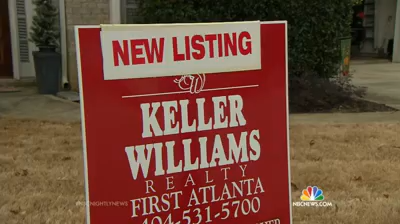 NEW LISTING
KELLER
WILLIAMS
REALTY
FIRST ATLANTA
404-531-5700
NBCNEWS.COM